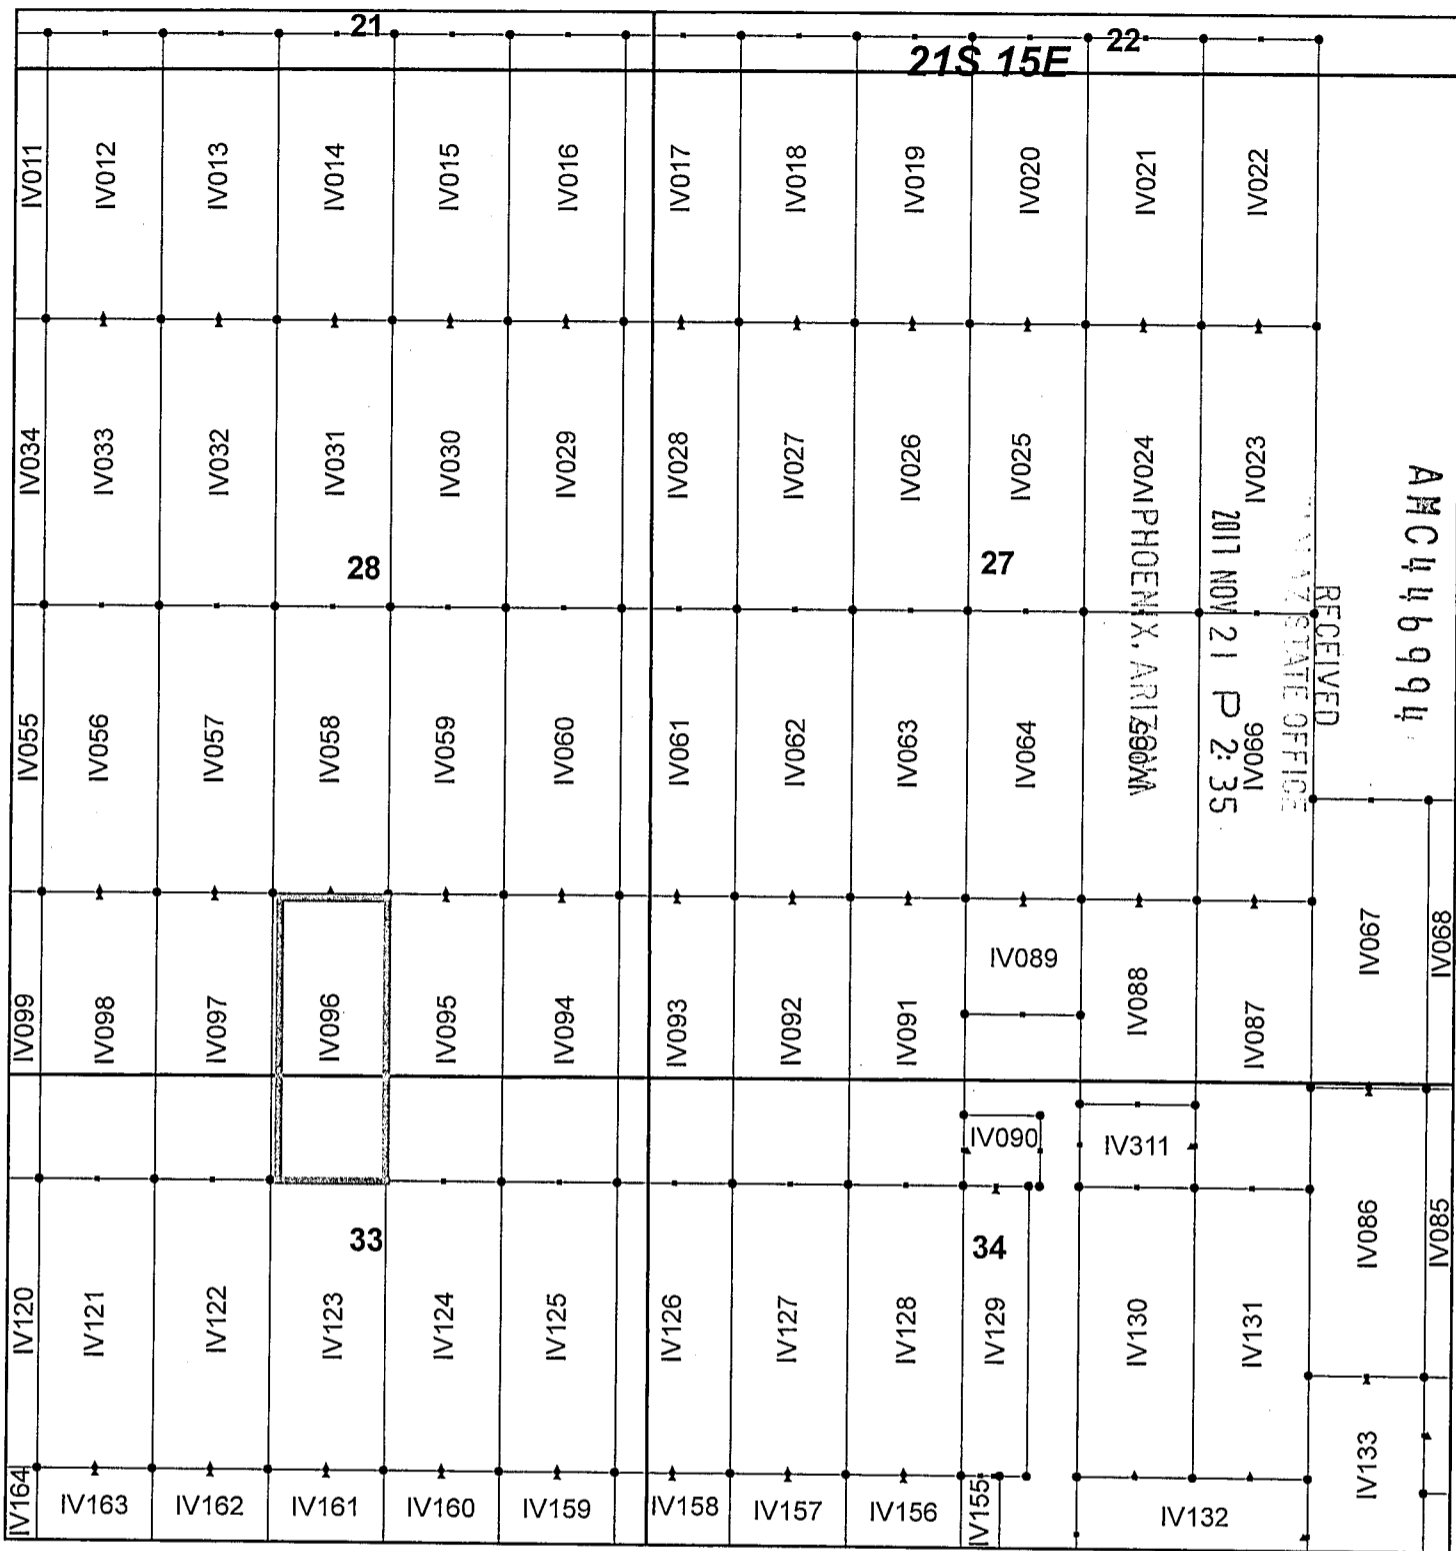 21
22
21S 15E
IV011 IV012 IV013 IV014 IV015 IV016 IV017 IV018 IV019 IV020 IV021 IV022
IV034 IV033 IV032 IV031 IV030 IV029 IV028 IV027 IV026 IV025 IV024 IV023
28
27
AMC446994
RECEIVED
AZ STATE OFFICE
2017 NOV 21 P 2:35
PHOENIX, ARIZONA
IV055 IV056 IV057 IV058 IV059 IV060 IV061 IV062 IV063 IV064 IV065 IV066
IV067 IV068
IV089
IV099 IV098 IV097 IV096 IV095 IV094 IV093 IV092 IV091 IV088 IV087
IV090 IV311
IV086 IV085
33
34
IV120 IV121 IV122 IV123 IV124 IV125 IV126 IV127 IV128 IV129 IV130 IV131
IV133
IV164 IV163 IV162 IV161 IV160 IV159 IV158 IV157 IV156 IV155 IV132